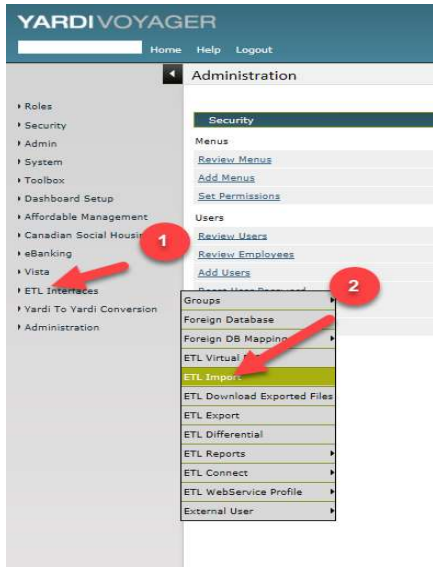 YARDI VOYAGER
Home Help Logout
Administration
Roles
Security
Admin
System
Toolbox
Dashboard Setup
Affordable Management
Canadian Social Housin
eBanking
Vista
ETL Interfaces
Yardi To Yardi Conversion
Administration
Security
Menus
Review Menus
Add Menus
Set Permissions
Users
Review Users
Review Employees
Add Users
1
2
Groups
Foreign Database
Foreign DB Mapping
ETL Virtual
ETL Import
ETL Download Exported Files
ETL Export
ETL Differential
ETL Reports
ETL Connect
ETL WebService Profile
External User